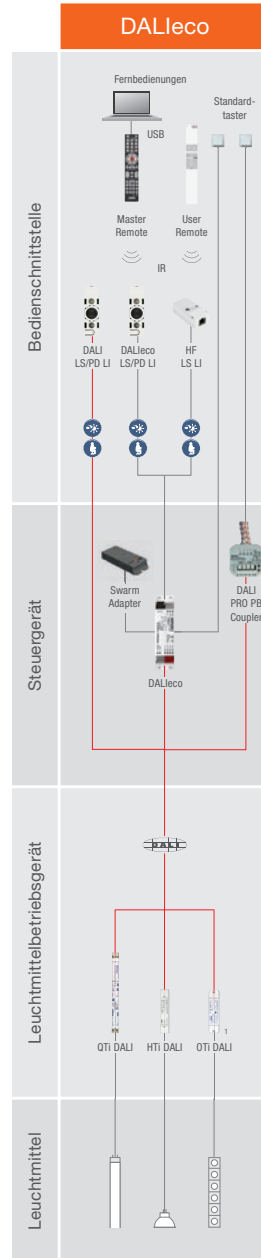 DALIeco
Bedienschnittstelle
Fernbedienungen
Standard-
taster
USB
Master
Remote
User
Remote
IR
DALI
LS/PD LI
DALIeco
LS/PD LI
HF
LS LI
Steuergerät
Swarm
Adapter
DALIeco
DALI
PRO PB
Coupler
Leuchtmittelbetriebsgerät
DALI
QTi DALI
HTi DALI
OTi DALI
1
Leuchtmittel